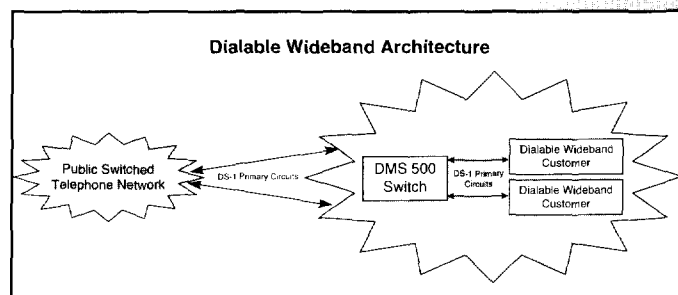 Dialable Wideband Architecture
Public Switched
Telephone Network
DS-1 Primary Circuits
DMS 500
Switch
DS-1 Primary
Circuits
Dialable Wideband
Customer
Dialable Wideband
Customer